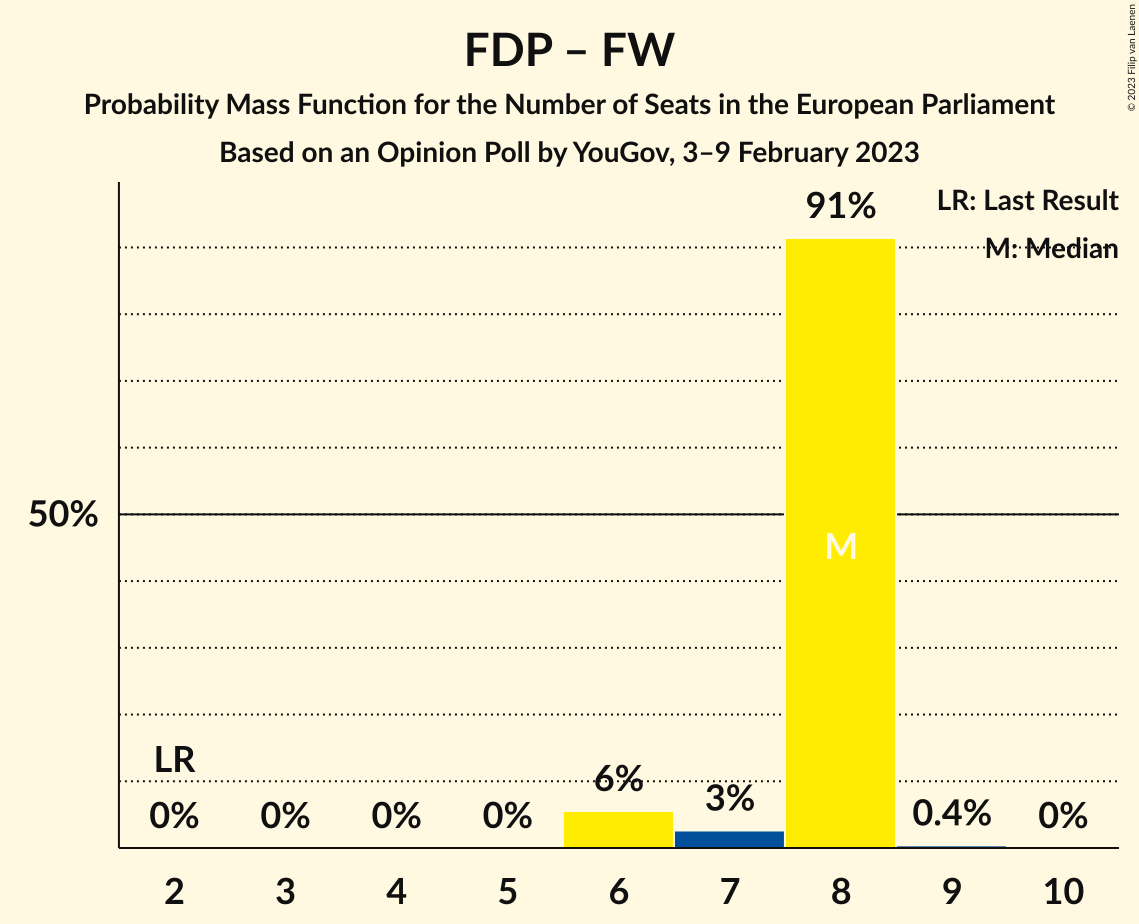 FDP – FW
Probability Mass Function for the Number of Seats in the European Parliament
Based on an Opinion Poll by YouGov, 3–9 February 2023
© 2023 Filip van Laenen
LR: Last Result
M: Median
91%
50%
M
LR
0%
0%
0%
0%
6%
3%
0.4%
0%
2 3 4 5 6 7 8 9 10